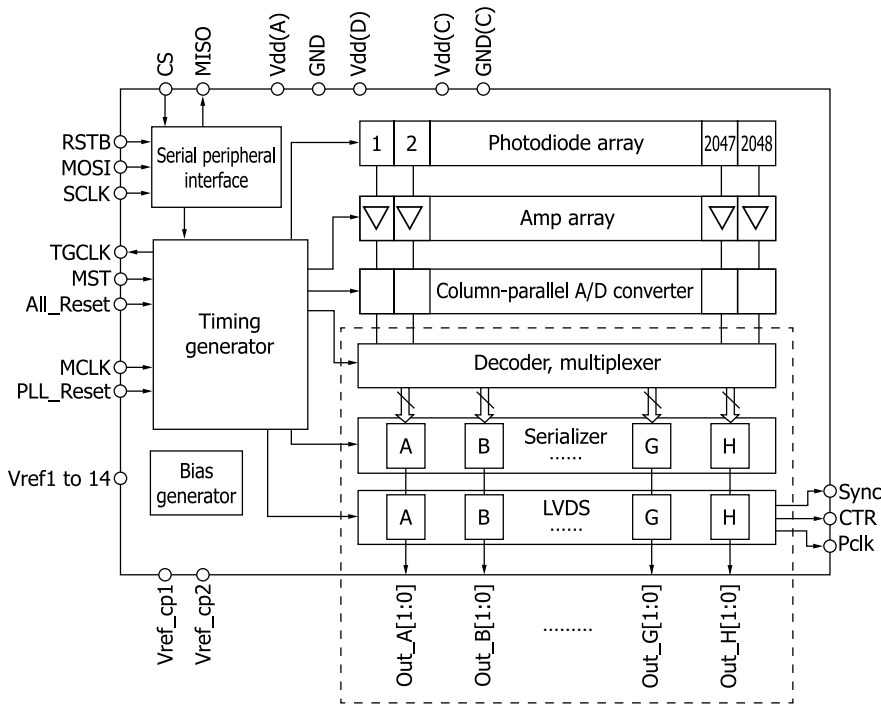 CS
MISO
Vdd(A)
GND
Vdd(D)
Vdd(C)
GND(C)
RSTB
MOSI
SCLK
Serial peripheral
interface
1
2
Photodiode array
2047
2048
Amp array
TGCLK
MST
All_Reset
MCLK
PLL_Reset
Timing
generator
Column-parallel A/D converter
Decoder, multiplexer
A
B
Serializer
......
G
H
Vref1 to 14
Bias
generator
A
B
LVDS
......
G
H
Sync
CTR
Pclk
Vref_cp1
Vref_cp2
Out_A[1:0]
Out_B[1:0]
.........
Out_G[1:0]
Out_H[1:0]